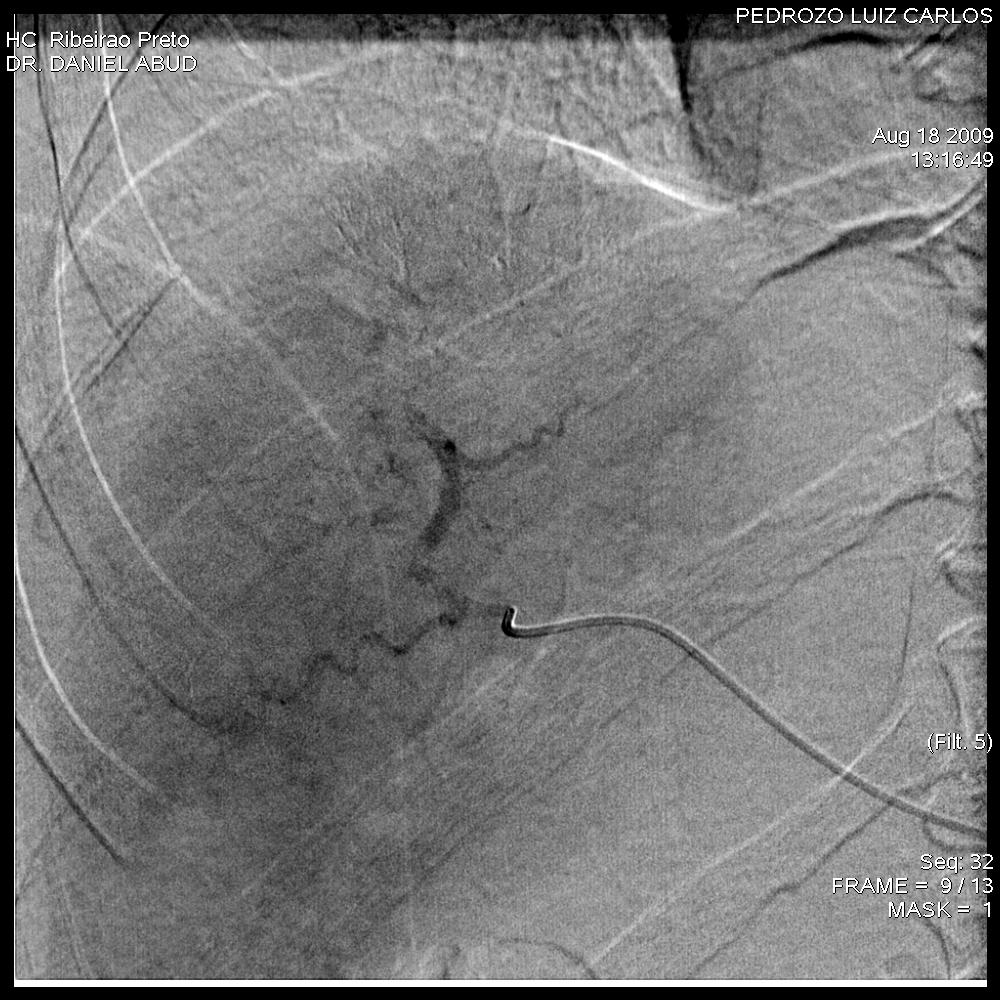 PEDROZO LUIZ CARLOS
HC Ribeirao Preto
DR. DANIEL ABUD
Aug 18 2009
13:16:49
(Filt. 5)
Seq: 32
FRAME = 9 / 13
MASK = 1